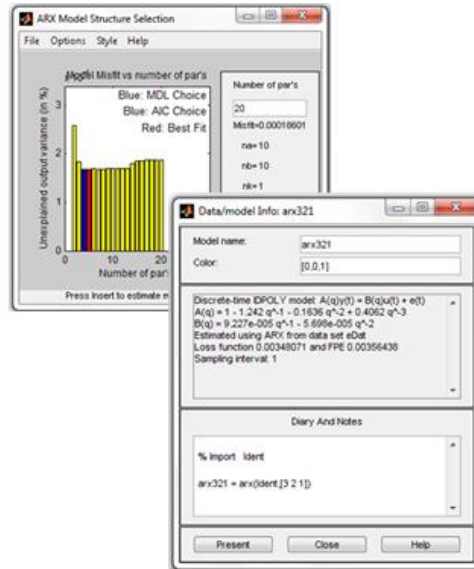 ARX Model Structure Selection
File Options Style Help
Model Misfit vs number of par's
Blue: MDL Choice
Blue: AIC Choice
Red: Best Fit
Unexplained output variance (in %)
3
2
1
0
0 10 20
Number of par's
Press Insert to estimate m
Number of par's
20
Misfit=0.00018601
na=10
nb=10
nk=1
Data/model Info: arx321
Model name: arx321
Color: [0,0,1]
Discrete-time IDPOLY model: A(q)y(t) = B(q)u(t) + e(t)
A(q) = 1 - 1.242 q^-1 - 0.1636 q^-2 + 0.4062 q^-3
B(q) = 9.227e-005 q^-1 - 5.698e-005 q^-2
Estimated using ARX from data set eDat
Loss function 0.00348071 and FPE 0.00356438
Sampling interval: 1
Diary And Notes
% Import Ident
arx321 = arx(Ident,[3 2 1])
Present Close Help